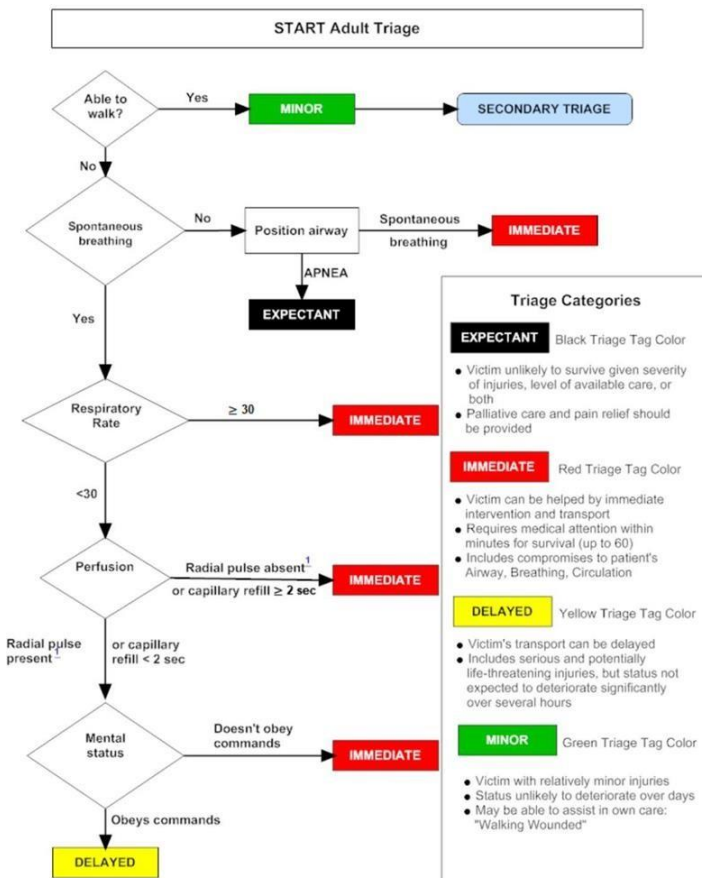 START Adult Triage
Able to
walk?
Yes
MINOR
SECONDARY TRIAGE
No
Spontaneous
breathing
No
Position airway
Spontaneous
breathing
IMMEDIATE
APNEA
EXPECTANT
Yes
Respiratory
Rate
≥ 30
IMMEDIATE
<30
Perfusion
Radial pulse absent1
or capillary refill ≥ 2 sec
IMMEDIATE
Radial pulse
present1
or capillary
refill < 2 sec
Mental
status
Doesn't obey
commands
IMMEDIATE
Obeys commands
DELAYED
Triage Categories
EXPECTANT Black Triage Tag Color
• Victim unlikely to survive given severity
of injuries, level of available care, or
both
• Palliative care and pain relief should
be provided
IMMEDIATE Red Triage Tag Color
• Victim can be helped by immediate
intervention and transport
• Requires medical attention within
minutes for survival (up to 60)
• Includes compromises to patient's
Airway, Breathing, Circulation
DELAYED Yellow Triage Tag Color
• Victim's transport can be delayed
• Includes serious and potentially
life-threatening injuries, but status not
expected to deteriorate significantly
over several hours
MINOR Green Triage Tag Color
• Victim with relatively minor injuries
• Status unlikely to deteriorate over days
• May be able to assist in own care:
"Walking Wounded"